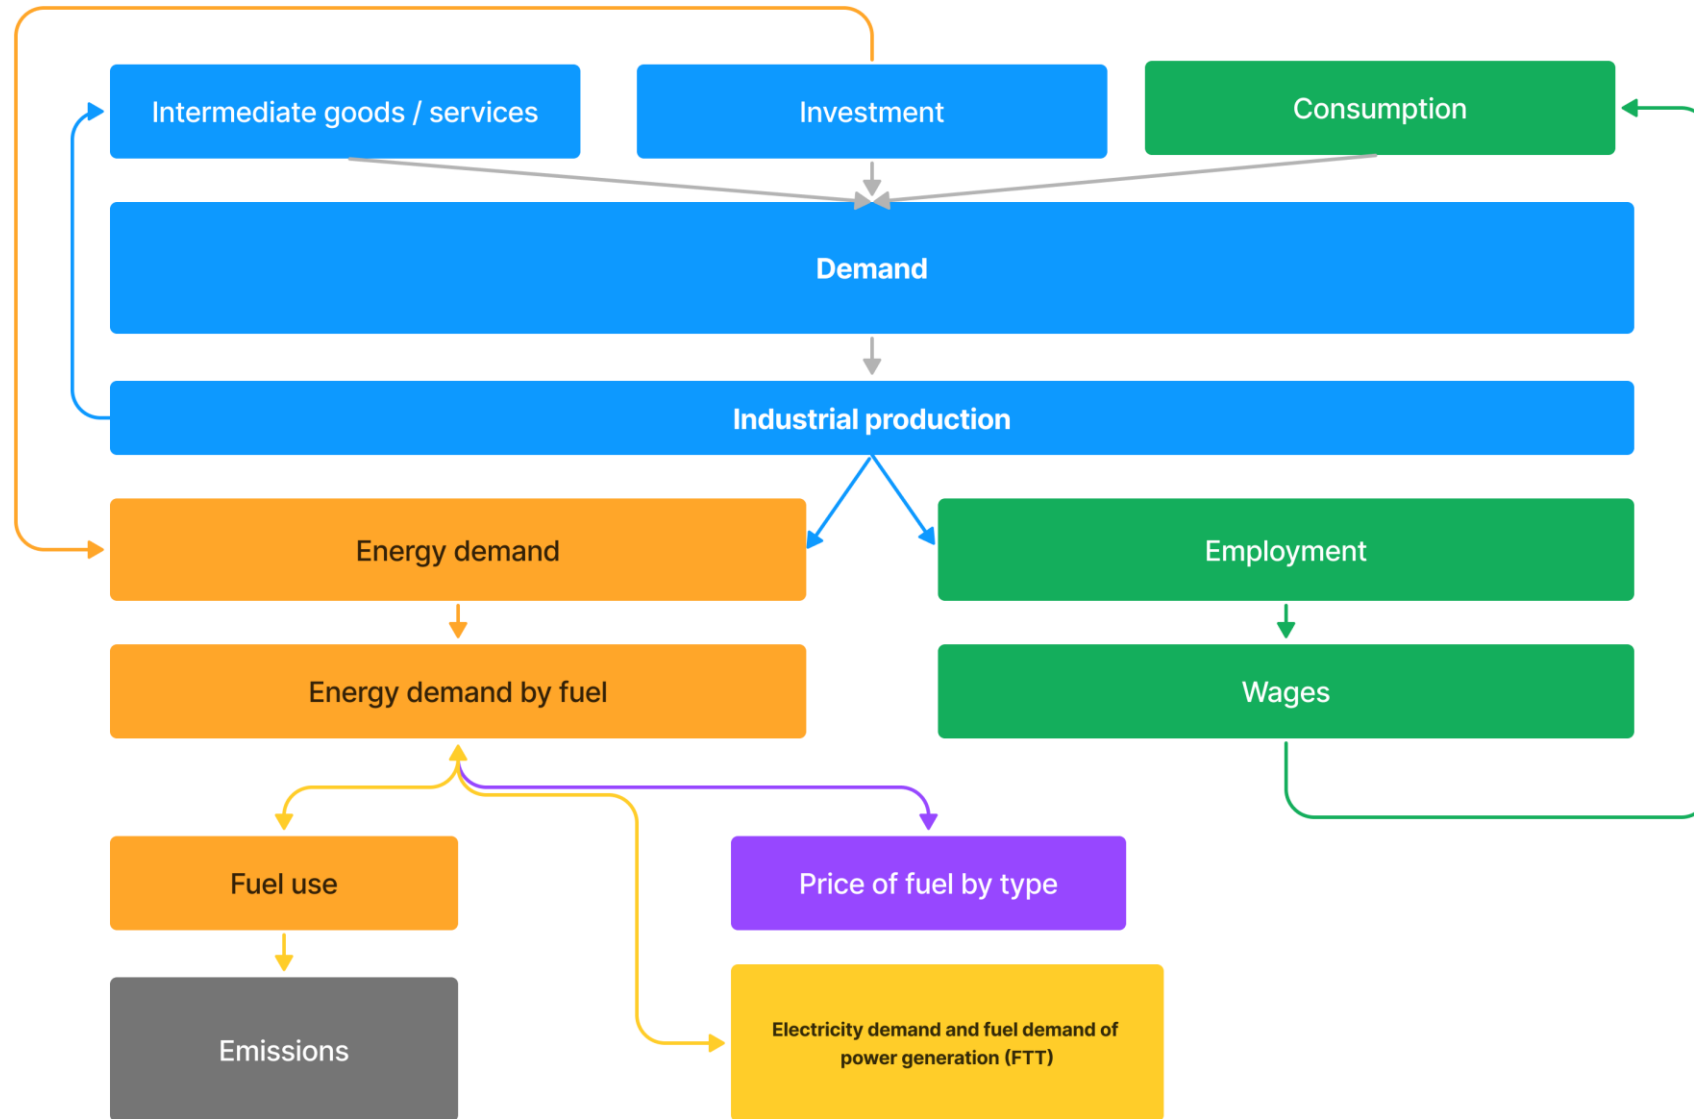 Intermediate goods / services
Investment
Consumption
Demand
Industrial production
Energy demand
Employment
Energy demand by fuel
Wages
Fuel use
Price of fuel by type
Electricity demand and fuel demand of
power generation (FTT)
Emissions